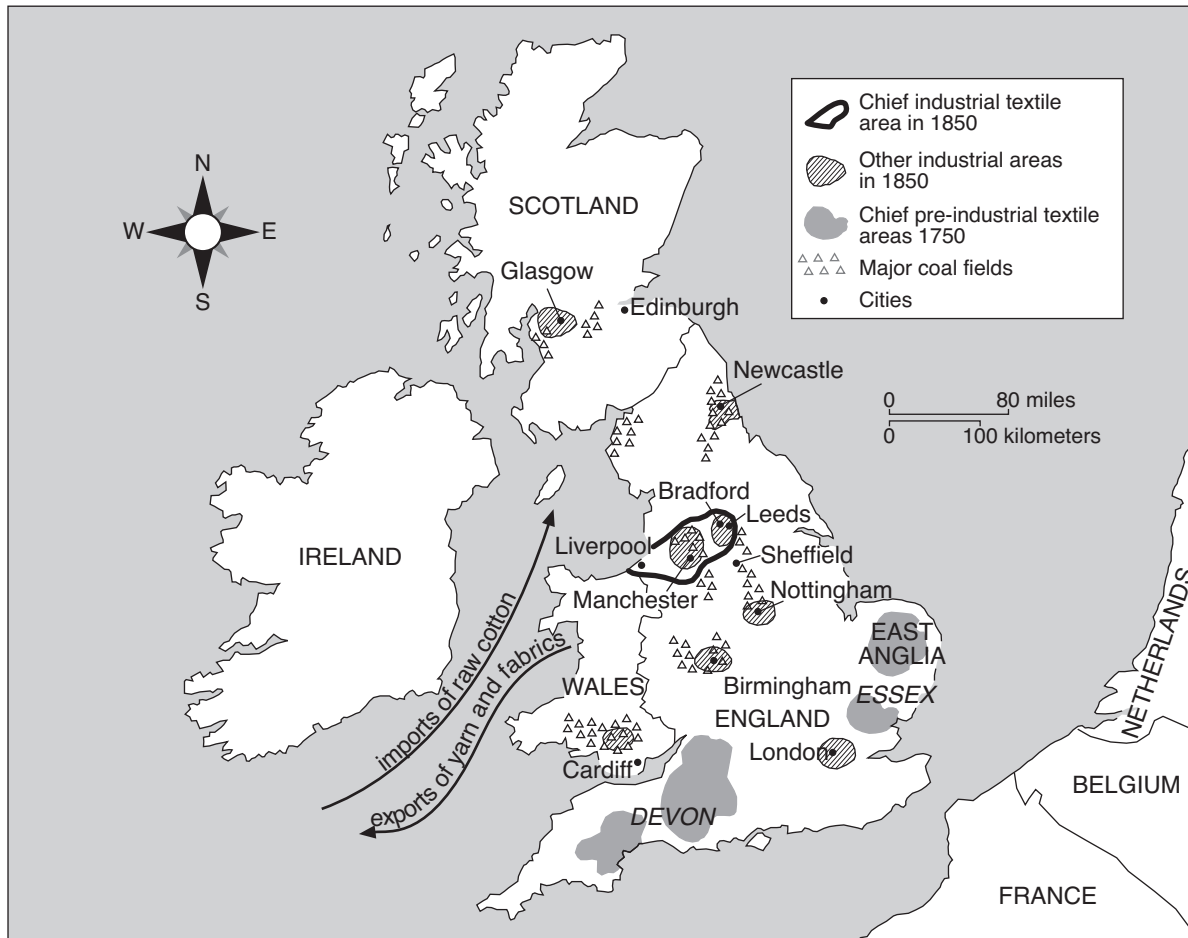 Chief industrial textile
area in 1850
Other industrial areas
in 1850
Chief pre-industrial textile
areas 1750
Major coal fields
Cities
N
W
E
S
SCOTLAND
Glasgow
Edinburgh
Newcastle
0
80 miles
0
100 kilometers
Bradford
Leeds
Liverpool
Sheffield
IRELAND
Manchester
Nottingham
imports of raw cotton
exports of yarn and fabrics
EAST
ANGLIA
WALES
Birmingham
ESSEX
ENGLAND
London
Cardiff
DEVON
NETHERLANDS
BELGIUM
FRANCE